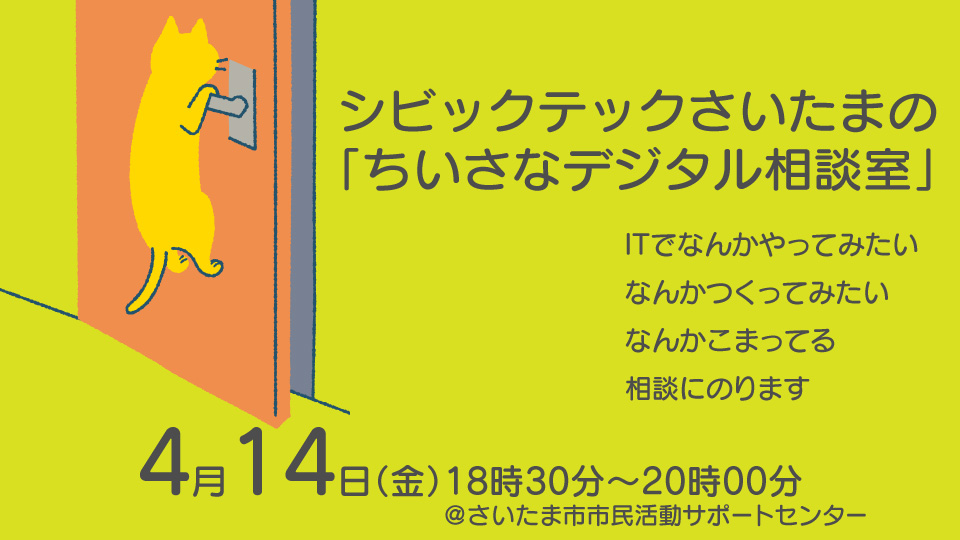 シビックテックさいたまの
「ちいさなデジタル相談室」
ITでなんかやってみたい
なんかつくってみたい
なんかこまってる
相談にのります
4月14日(金)18時30分〜20時00分
@さいたま市市民活動サポートセンター